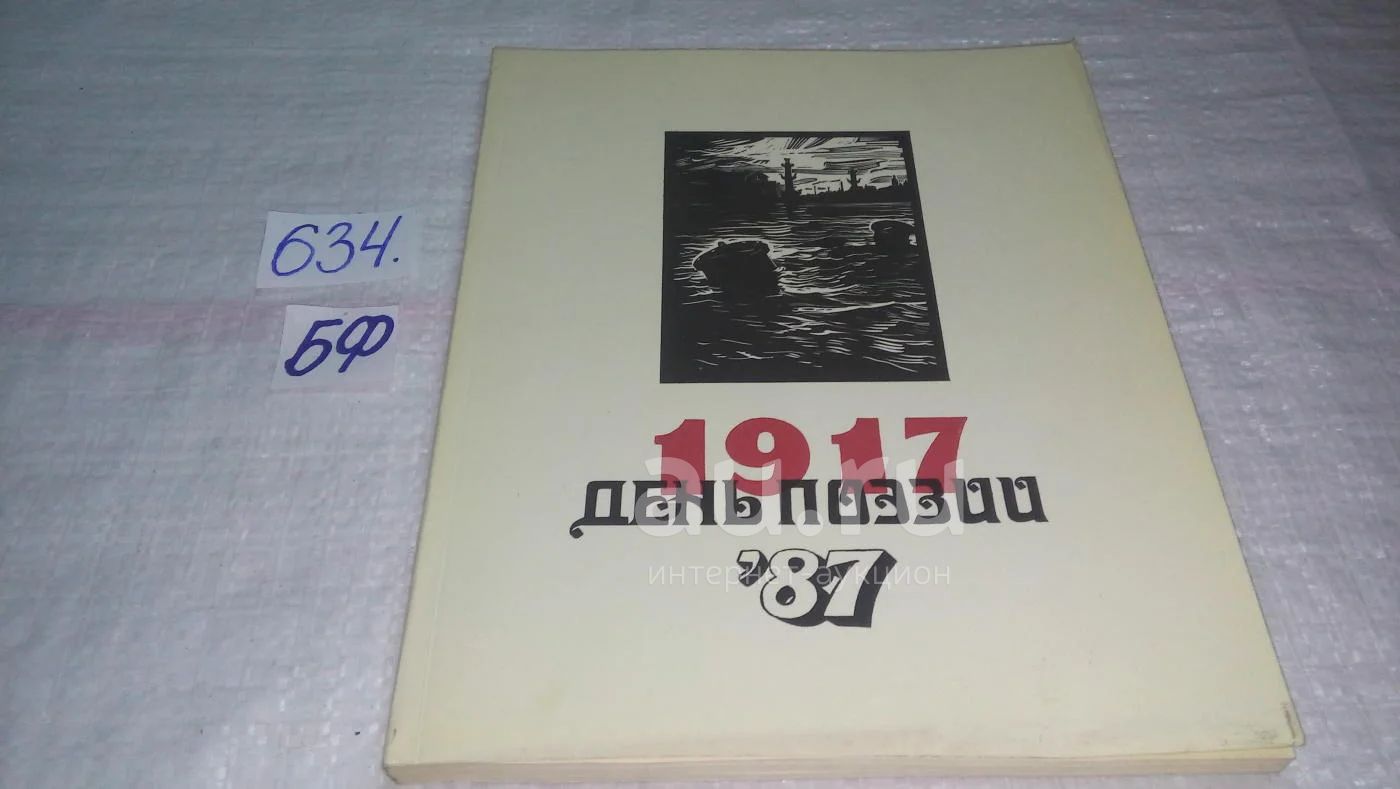 634.
БФ
1917
ДЕНЬ ПОЭЗИИ
'87
au.ru
интернет аукцион